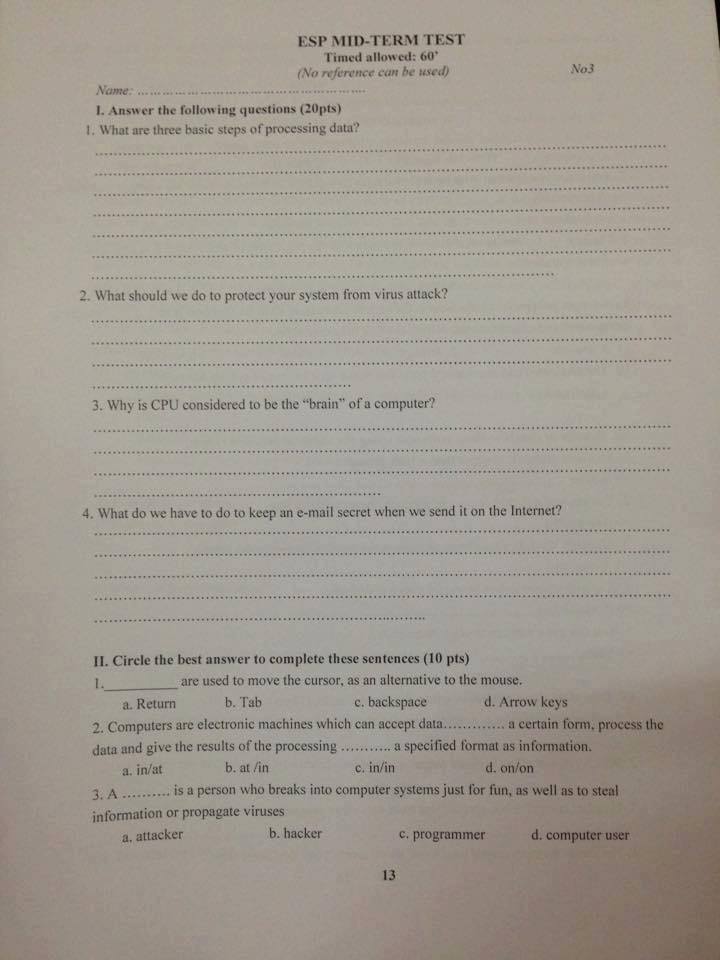 ESP MID-TERM TEST
Timed allowed: 60'
(No reference can be used) No3
Name: ..........................................................
I. Answer the following questions (20pts)
1. What are three basic steps of processing data?
2. What should we do to protect your system from virus attack?
3. Why is CPU considered to be the “brain” of a computer?
4. What do we have to do to keep an e-mail secret when we send it on the Internet?
II. Circle the best answer to complete these sentences (10 pts)
1.__________ are used to move the cursor, as an alternative to the mouse.
a. Return b. Tab c. backspace d. Arrow keys
2. Computers are electronic machines which can accept data............. a certain form, process the
data and give the results of the processing ........... a specified format as information.
a. in/at b. at /in c. in/in d. on/on
3. A .......... is a person who breaks into computer systems just for fun, as well as to steal
information or propagate viruses
a. attacker b. hacker c. programmer d. computer user
13